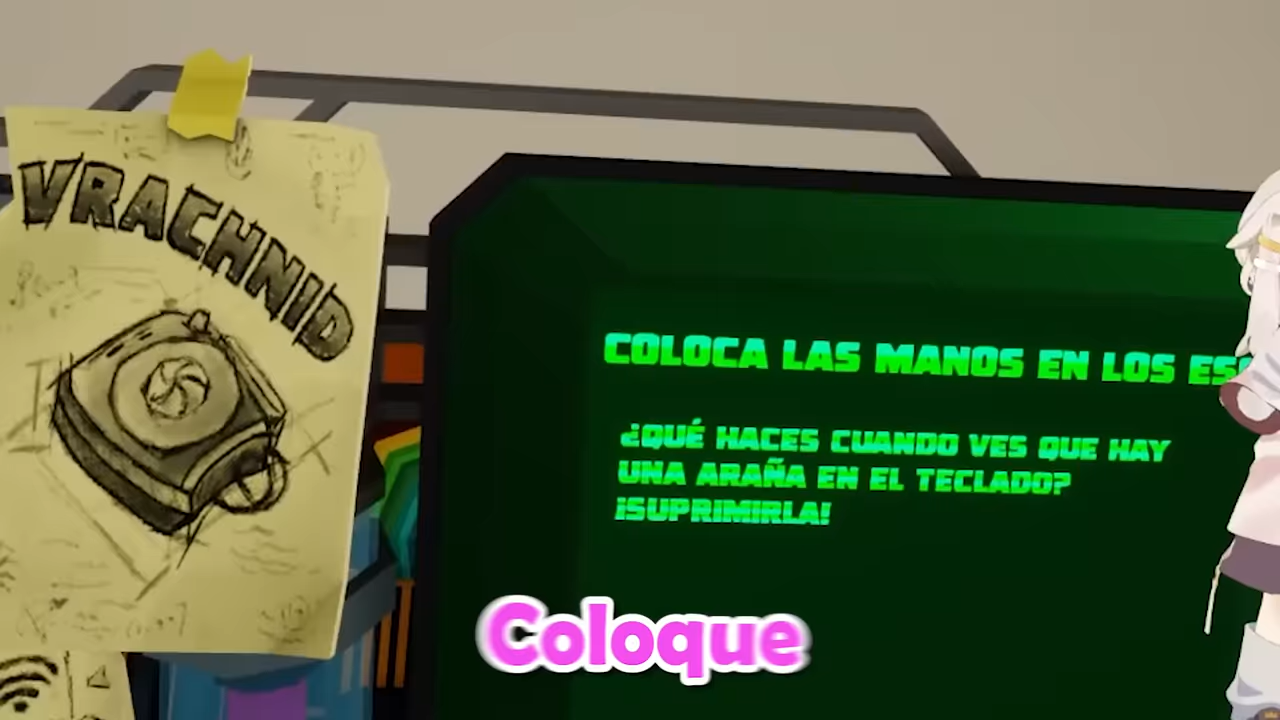 VRACHNID
COLOCA LAS MANOS EN LOS
¿QUÉ HACES CUANDO VES QUE HAY
UNA ARAÑA EN EL TECLADO?
¡SUPRIMIRLA!
Coloque